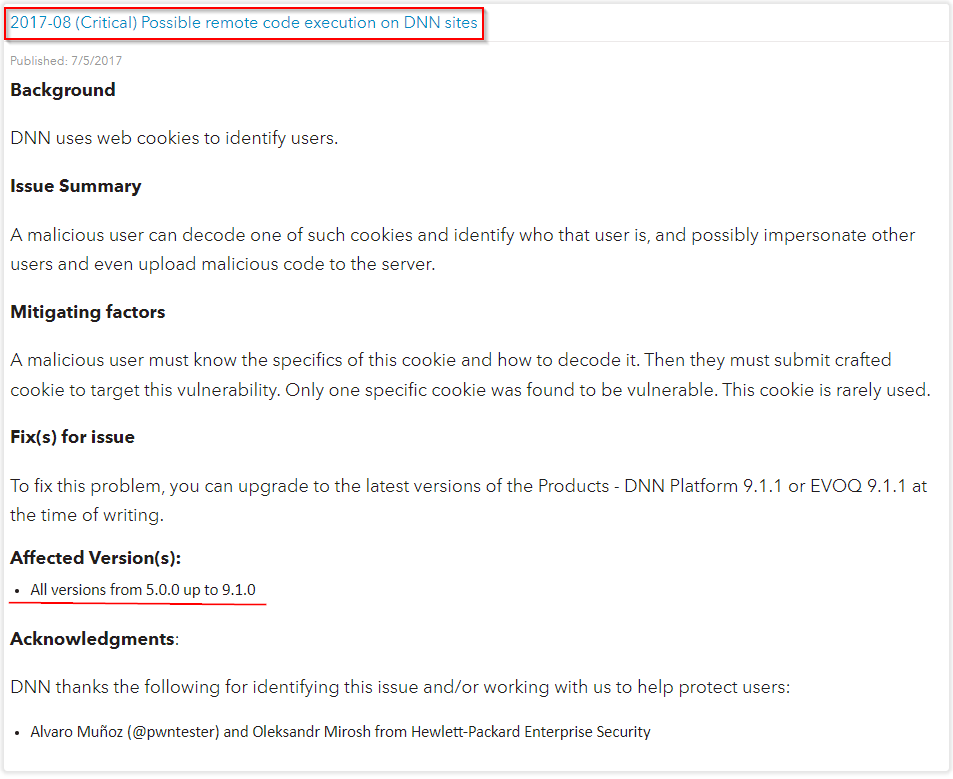 2017-08 (Critical) Possible remote code execution on DNN sites
Published: 7/5/2017
Background
DNN uses web cookies to identify users.
Issue Summary
A malicious user can decode one of such cookies and identify who that user is, and possibly impersonate other
users and even upload malicious code to the server.
Mitigating factors
A malicious user must know the specifics of this cookie and how to decode it. Then they must submit crafted
cookie to target this vulnerability. Only one specific cookie was found to be vulnerable. This cookie is rarely used.
Fix(s) for issue
To fix this problem, you can upgrade to the latest versions of the Products - DNN Platform 9.1.1 or EVOQ 9.1.1 at
the time of writing.
Affected Version(s):
• All versions from 5.0.0 up to 9.1.0
Acknowledgments:
DNN thanks the following for identifying this issue and/or working with us to help protect users:
• Alvaro Muñoz (@pwntester) and Oleksandr Mirosh from Hewlett-Packard Enterprise Security